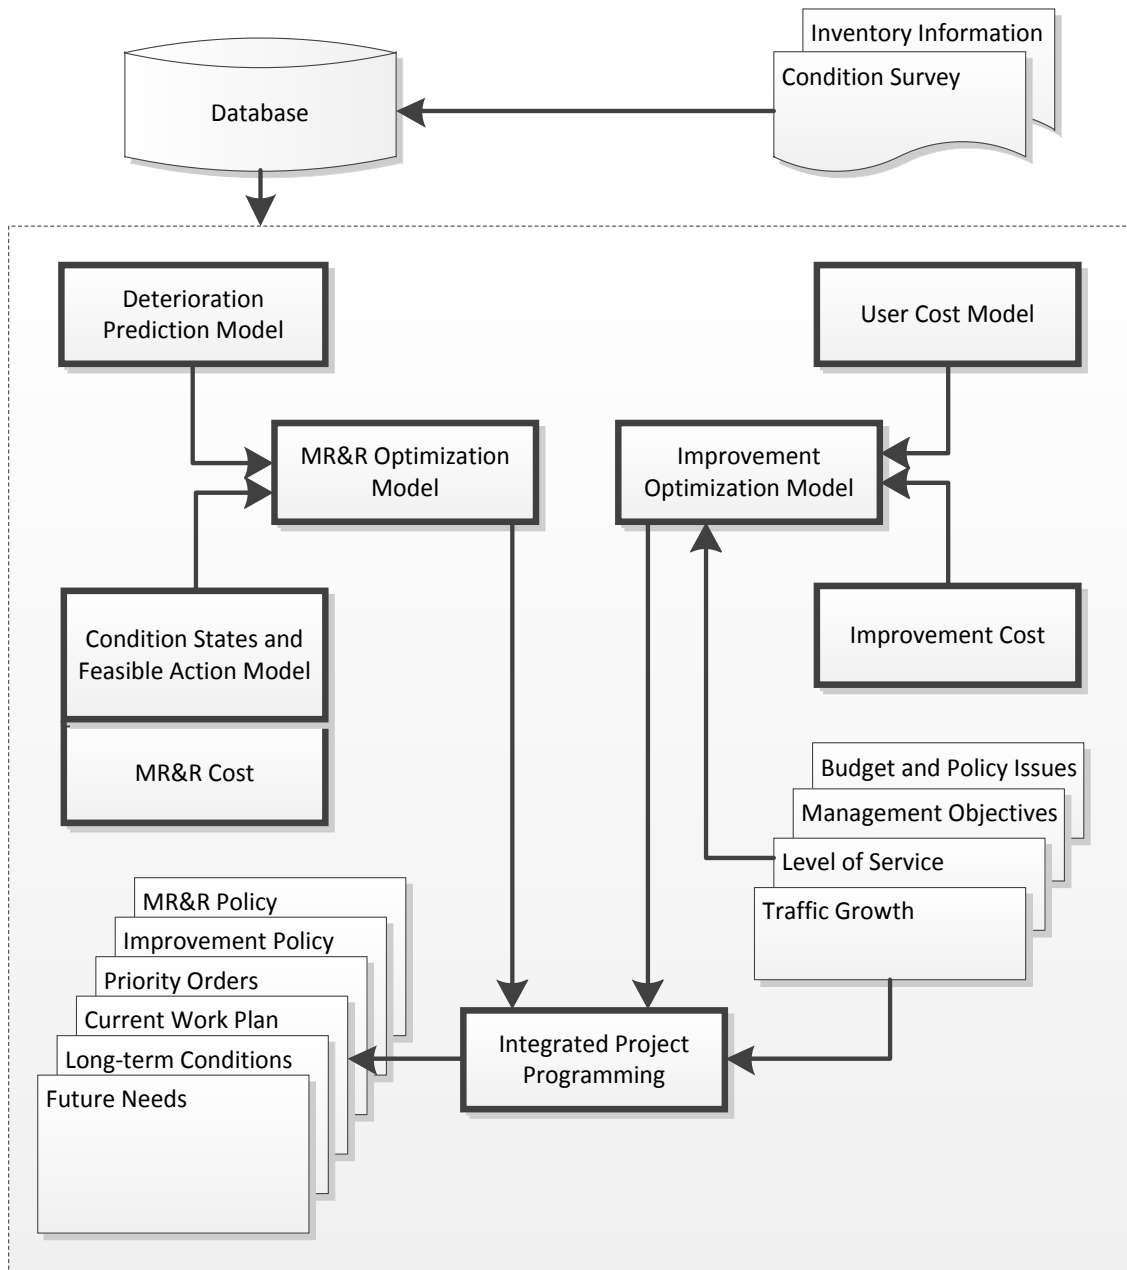 Inventory Information
Condition Survey
Database
Deterioration
Prediction Model
User Cost Model
MR&R Optimization
Model
Improvement
Optimization Model
Condition States and
Feasible Action Model
Improvement Cost
MR&R Cost
Budget and Policy Issues
Management Objectives
Level of Service
Traffic Growth
MR&R Policy
Improvement Policy
Priority Orders
Current Work Plan
Long-term Conditions
Future Needs
Integrated Project
Programming